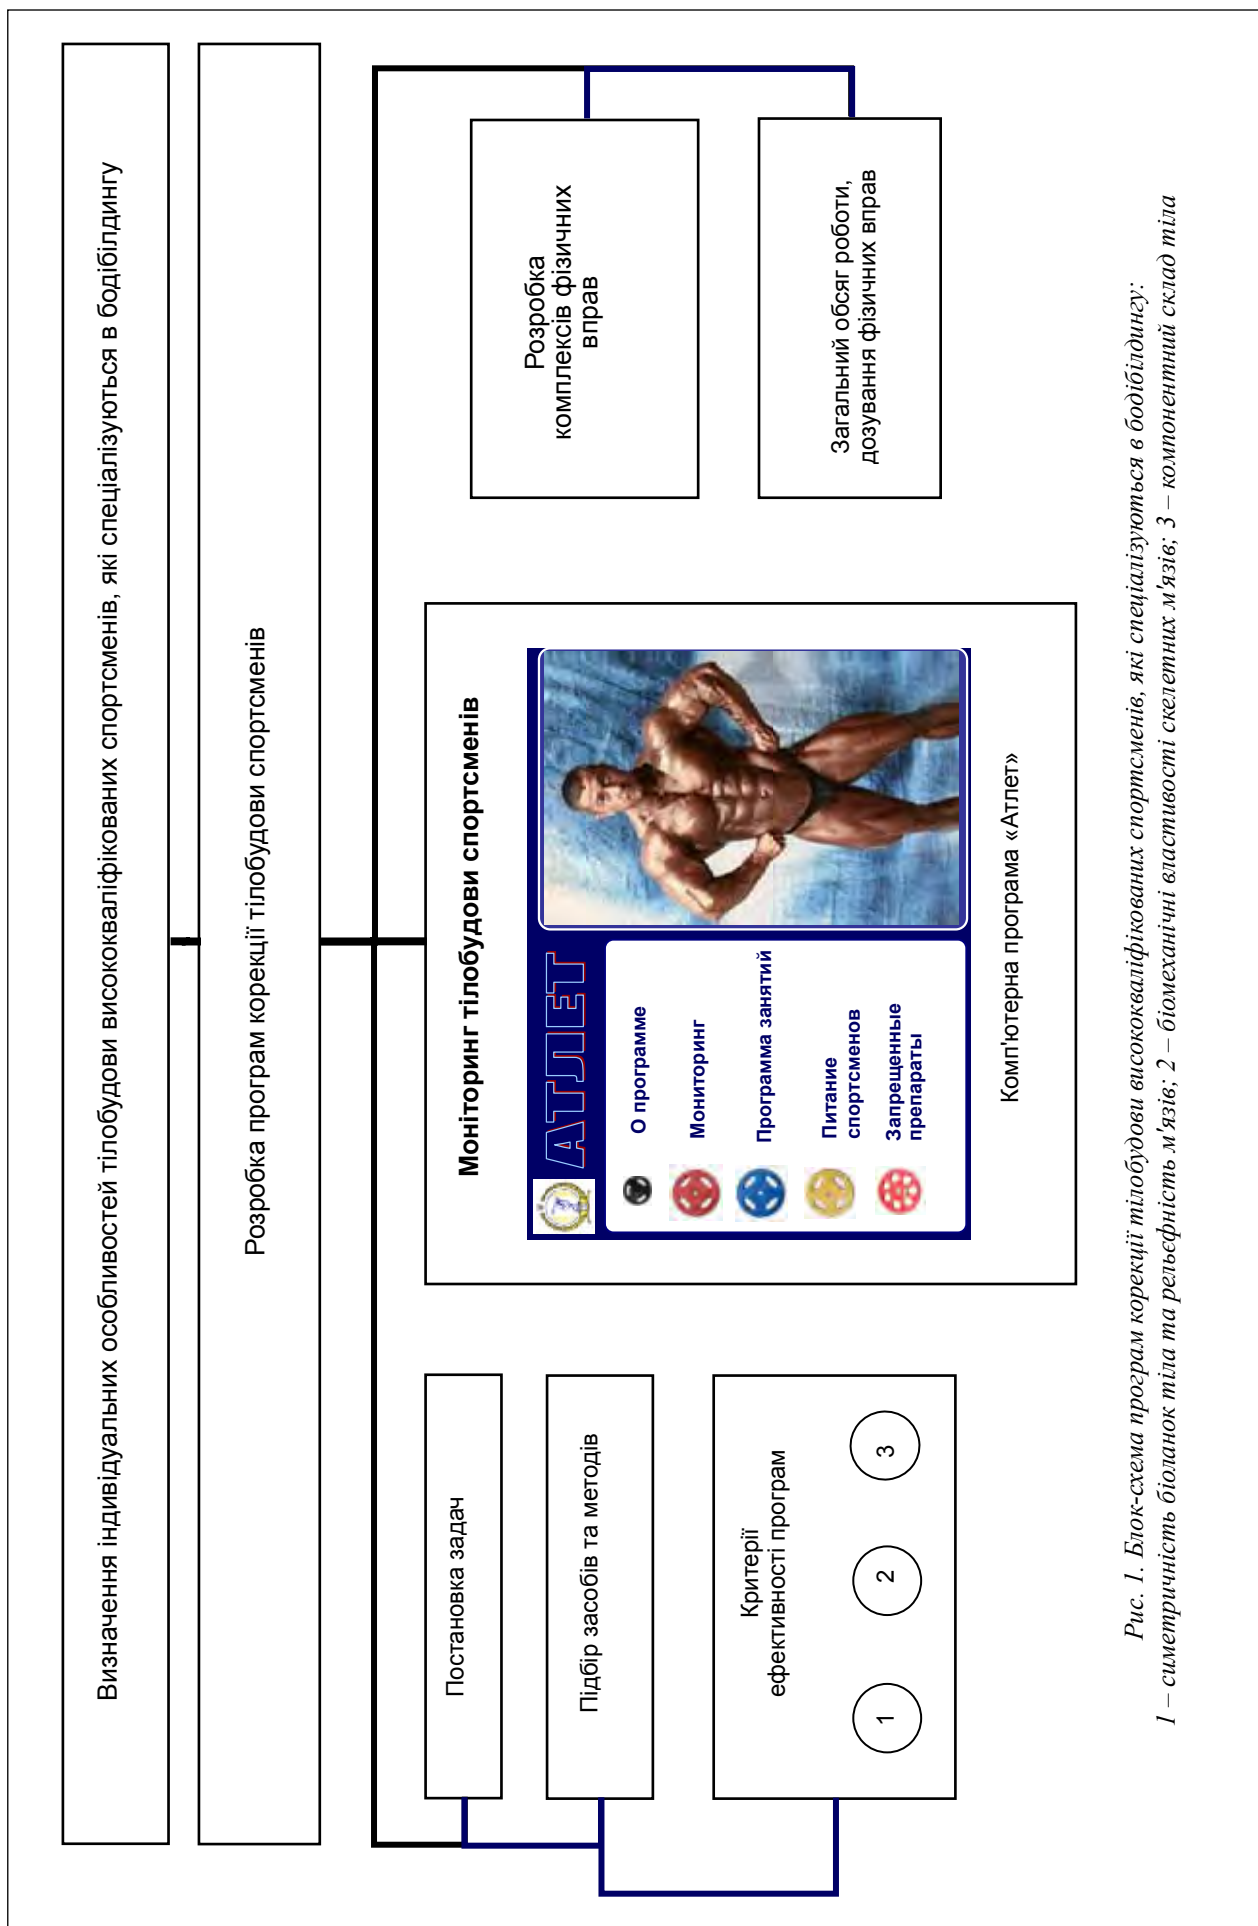 Визначення індивідуальних особливостей тілобудови висококваліфікованих спортсменів, які спеціалізуються в бодібілдингу
Розробка програм корекції тілобудови спортсменів
Постановка задач
Підбір засобів та методів
Критерії
ефективності програм
1
2
3
Моніторинг тілобудови спортсменів
АТЛЕТ
О программе
Мониторинг
Программа занятий
Питание
спортсменов
Запрещенные
препараты
Комп'ютерна програма «Атлет»
Розробка
комплексів фізичних
вправ
Загальний обсяг роботи,
дозування фізичних вправ
Рис. 1. Блок-схема програм корекції тілобудови висококваліфікованих спортсменів, які спеціалізуються в бодібілдингу:
1 – симетричність біоланок тіла та рельєфність м'язів; 2 – біомеханічні властивості скелетних м'язів; 3 – компонентний склад тіла